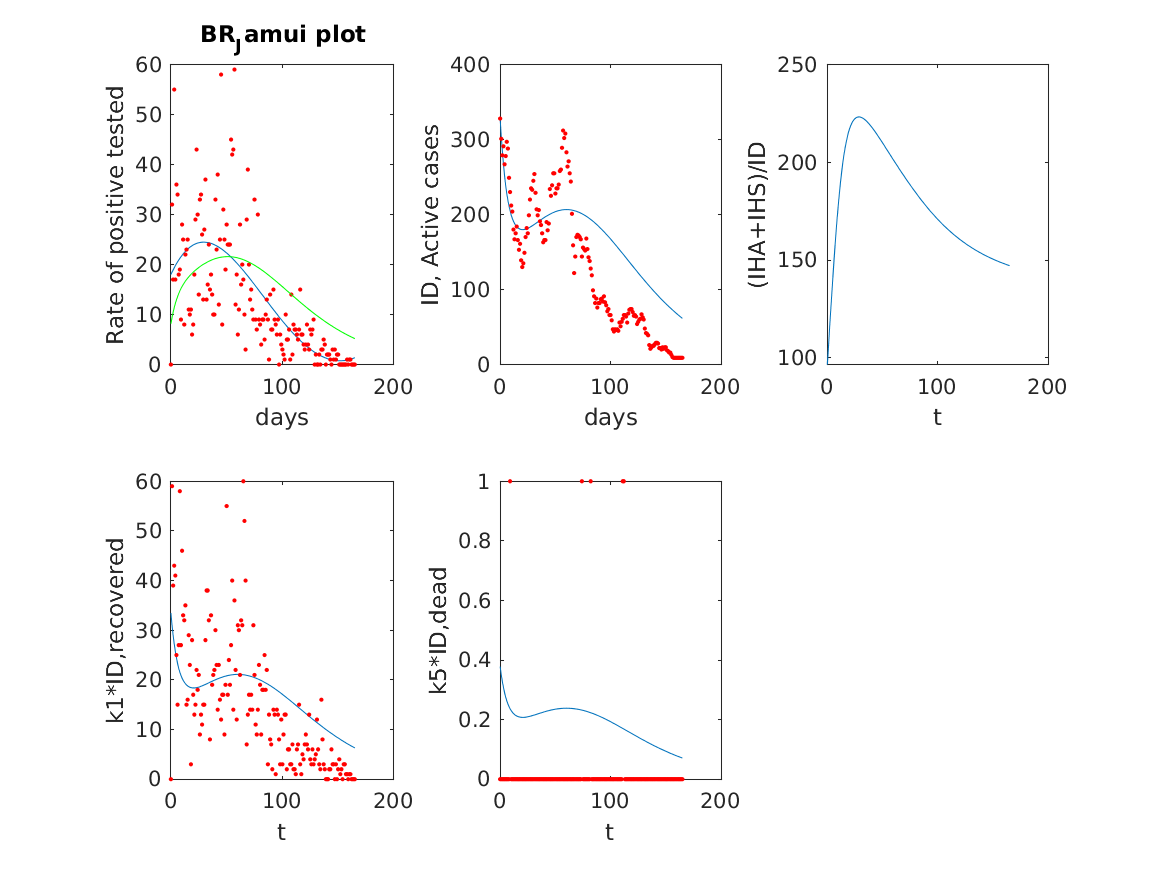 BR_Jamui plot
60
50
40
30
20
10
0
0 100 200
days
Rate of positive tested
400
300
200
100
0
0 100 200
days
ID, Active cases
250
200
150
100
0 100 200
t
(IHA+IHS)/ID
60
50
40
30
20
10
0
0 100 200
t
k1*ID,recovered
1
0.8
0.6
0.4
0.2
0
0 100 200
t
k5*ID,dead